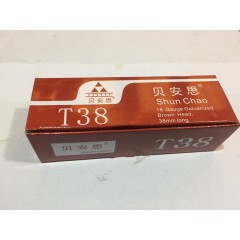 贝安思®
T38
贝安思®
Shun Chao
18 Gauge Galvanized
Brown Head,
38mm long
贝安思®
T38